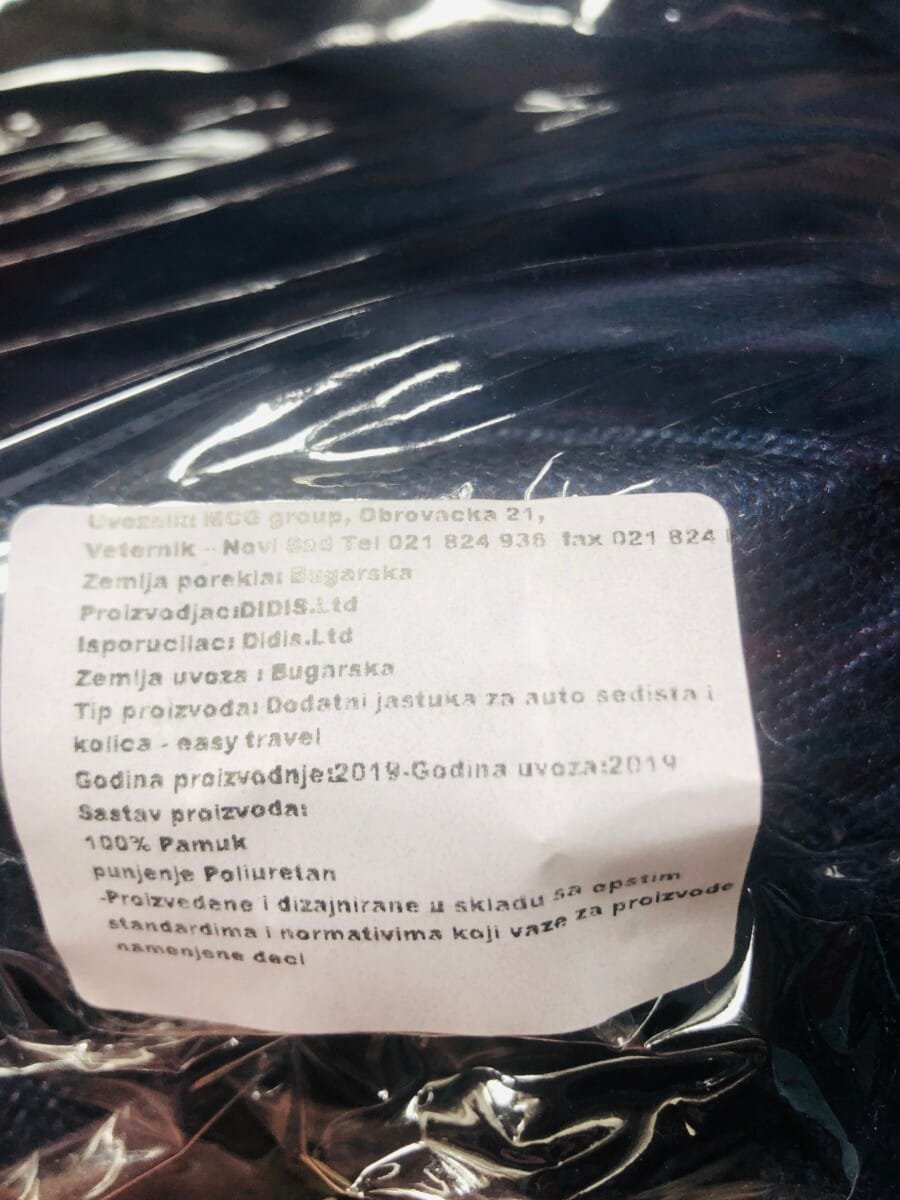 Uvoznik: MCG group, Obrovacka 21,
Veternik - Novi Sad Tel 021 824 936 fax 021 824
Zemlja porekla: Bugarska
Proizvodjac:DIDIS.Ltd
Isporucilac: Didis.Ltd
Zemlja uvoza : Bugarska
Tip proizvoda: Dodatni jastuka za auto sedista i
kolica - easy travel
Godina proizvodnje:2019-Godina uvoza:2019
Sastav proizvoda:
100% Pamuk
punjenje Poliuretan
-Proizvedene i dizajnirane u skladu sa opstim
standardima i normativima koji vaze za proizvode
namenjene deci